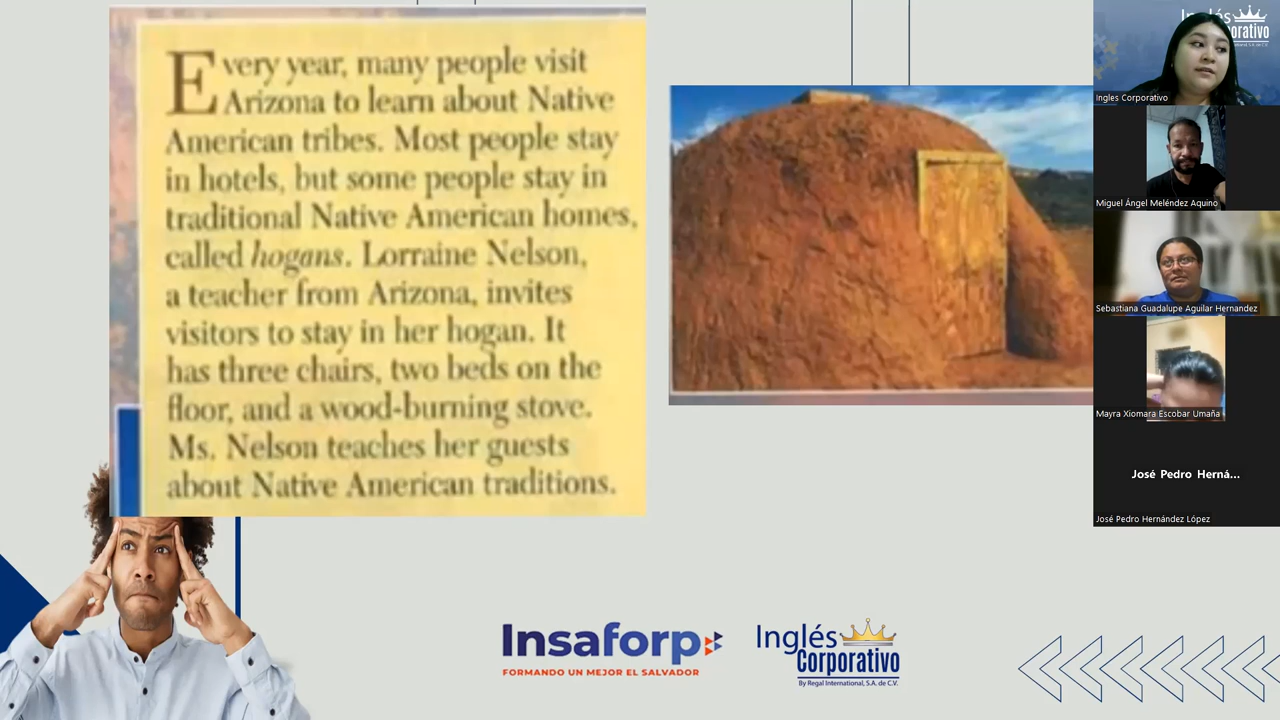 Every year, many people visit
Arizona to learn about Native
American tribes. Most people stay
in hotels, but some people stay in
traditional Native American homes,
called hogans. Lorraine Nelson,
a teacher from Arizona, invites
visitors to stay in her hogan. It
has three chairs, two beds on the
floor, and a wood-burning stove.
Ms. Nelson teaches her guests
about Native American traditions.
Insaforp
FORMANDO UN MEJOR EL SALVADOR
Inglés
Corporativo
By Regal International, S.A. de C.V.
Ingles Corporativo
Miguel Ángel Meléndez Aquino
Sebastiana Guadalupe Aguilar Hernandez
Mayra Xiomara Escobar Umaña
José Pedro Herná...
José Pedro Hernández López